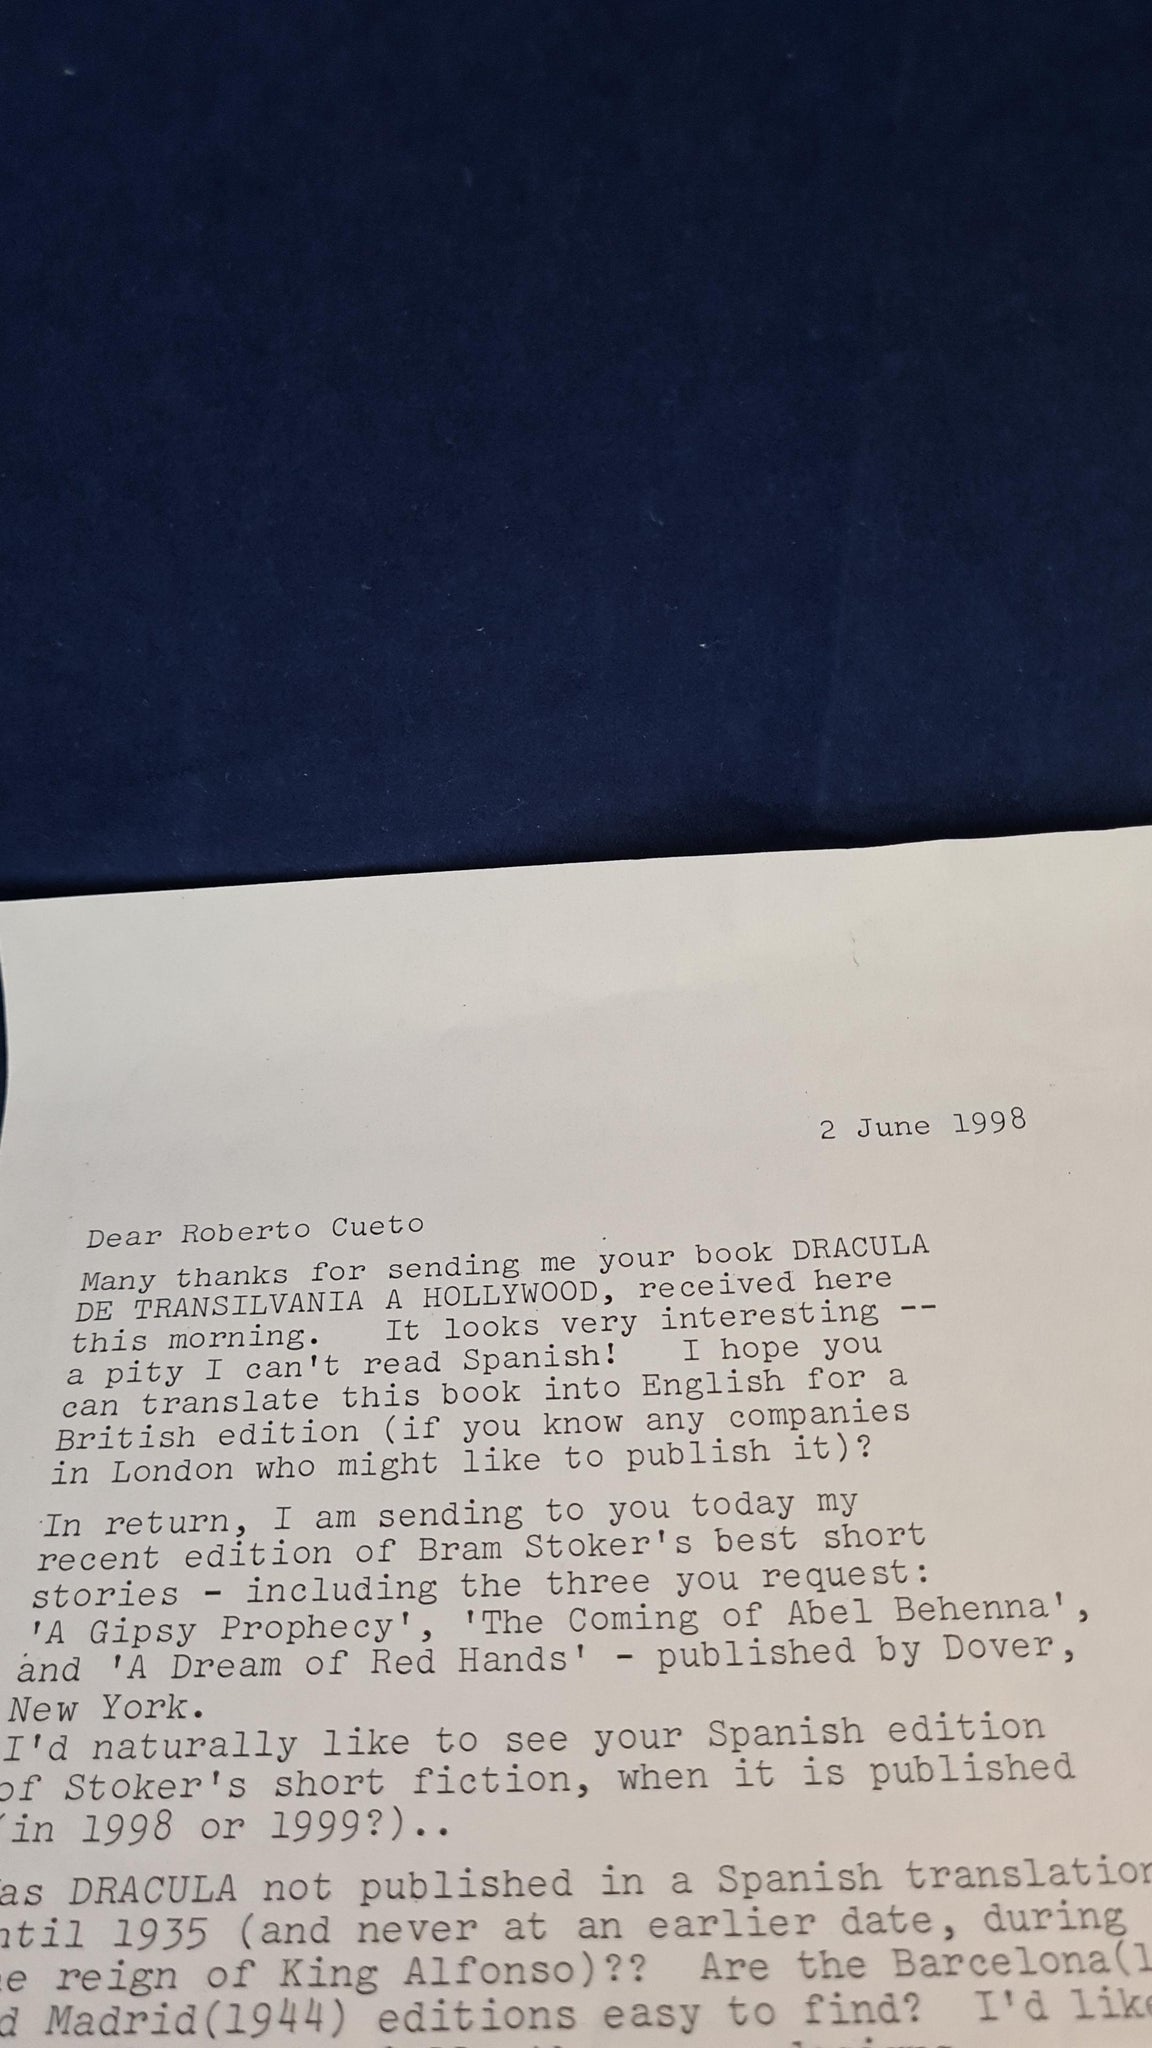 2 June 1998
Dear Roberto Cueto
Many thanks for sending me your book DRACULA
DE TRANSILVANIA A HOLLYWOOD, received here
this morning. It looks very interesting --
a pity I can't read Spanish! I hope you
can translate this book into English for a
British edition (if you know any companies
in London who might like to publish it)?
In return, I am sending to you today my
recent edition of Bram Stoker's best short
stories - including the three you request:
'A Gipsy Prophecy', 'The Coming of Abel Behenna',
and 'A Dream of Red Hands' - published by Dover,
New York.
I'd naturally like to see your Spanish edition
of Stoker's short fiction, when it is published
(in 1998 or 1999?)..
as DRACULA not published in a Spanish translation
ntil 1935 (and never at an earlier date, during
e reign of King Alfonso)?? Are the Barcelona(1
d Madrid(1944) editions easy to find? I'd like